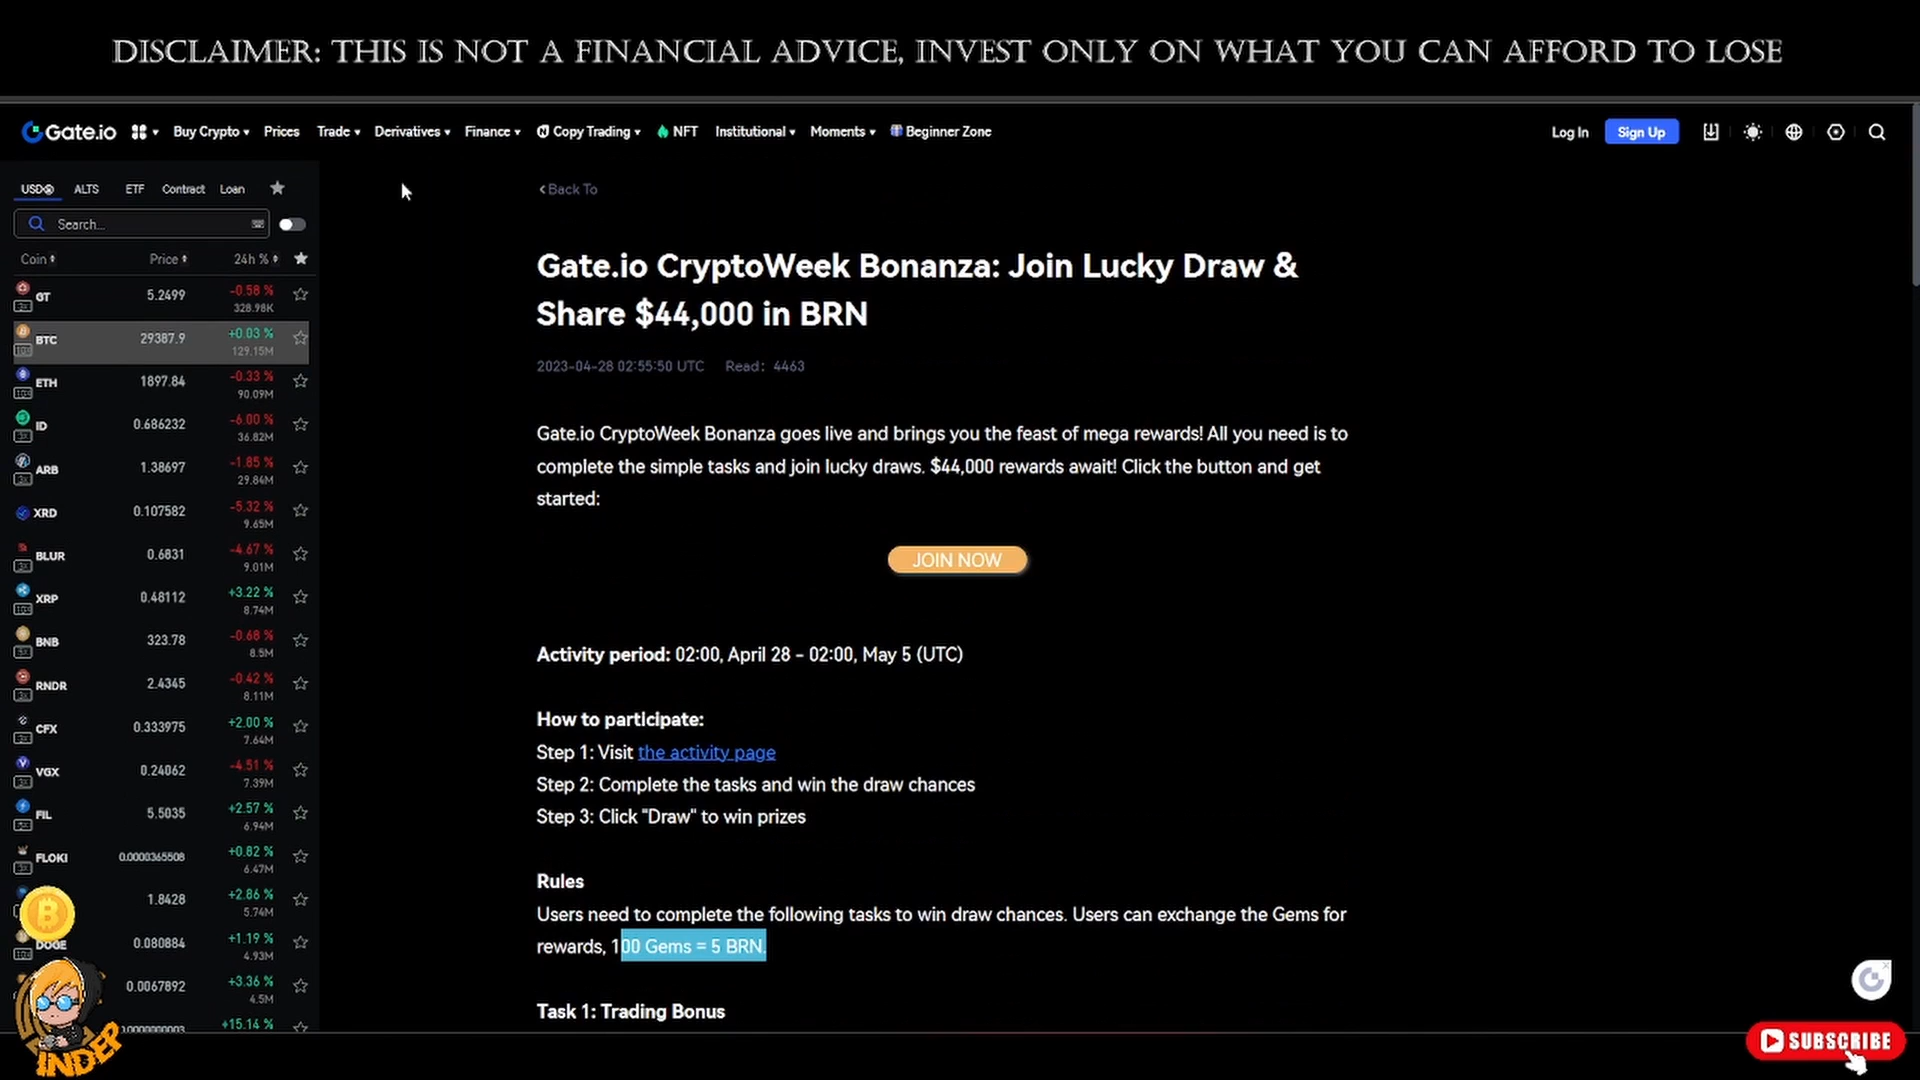 DISCLAIMER: THIS IS NOT A FINANCIAL ADVICE, INVEST ONLY ON WHAT YOU CAN AFFORD TO LOSE
Gate.io Buy Crypto Prices Trade Derivatives Finance Copy Trading NFT Institutional Moments Beginner Zone Log In Sign Up
USD ALTS ETF Contract Loan
Search...
Coin Price 24h %
GT 5.2499 -0.58 %
328.98K
BTC 29387.9 +0.03 %
129.15M
ETH 1897.84 -0.33 %
90.09M
ID 0.686232 -6.00 %
36.82M
ARB 1.38697 -1.85 %
29.84M
XRD 0.107582 -5.32 %
9.65M
BLUR 0.6831 -4.67 %
9.01M
XRP 0.48112 +3.22 %
8.74M
BNB 323.78 -0.68 %
8.5M
RNDR 2.4345 -0.42 %
8.11M
CFX 0.333975 +2.00 %
7.64M
VGX 0.24062 -4.51 %
7.39M
FIL 5.5035 +2.57 %
6.94M
FLOKI 0.0000365508 +0.82 %
6.47M
1.8428 +2.86 %
5.74M
DOGE 0.080884 +1.19 %
4.93M
0.0067892 +3.36 %
4.5M
+15.14 %
Back To
Gate.io CryptoWeek Bonanza: Join Lucky Draw &
Share $44,000 in BRN
2023-04-28 02:55:50 UTC Read: 4463
Gate.io CryptoWeek Bonanza goes live and brings you the feast of mega rewards! All you need is to
complete the simple tasks and join lucky draws. $44,000 rewards await! Click the button and get
started:
JOIN NOW
Activity period: 02:00, April 28 - 02:00, May 5 (UTC)
How to participate:
Step 1: Visit the activity page
Step 2: Complete the tasks and win the draw chances
Step 3: Click "Draw" to win prizes
Rules
Users need to complete the following tasks to win draw chances. Users can exchange the Gems for
rewards, 100 Gems = 5 BRN.
Task 1: Trading Bonus
INDEP
SUBSCRIBE